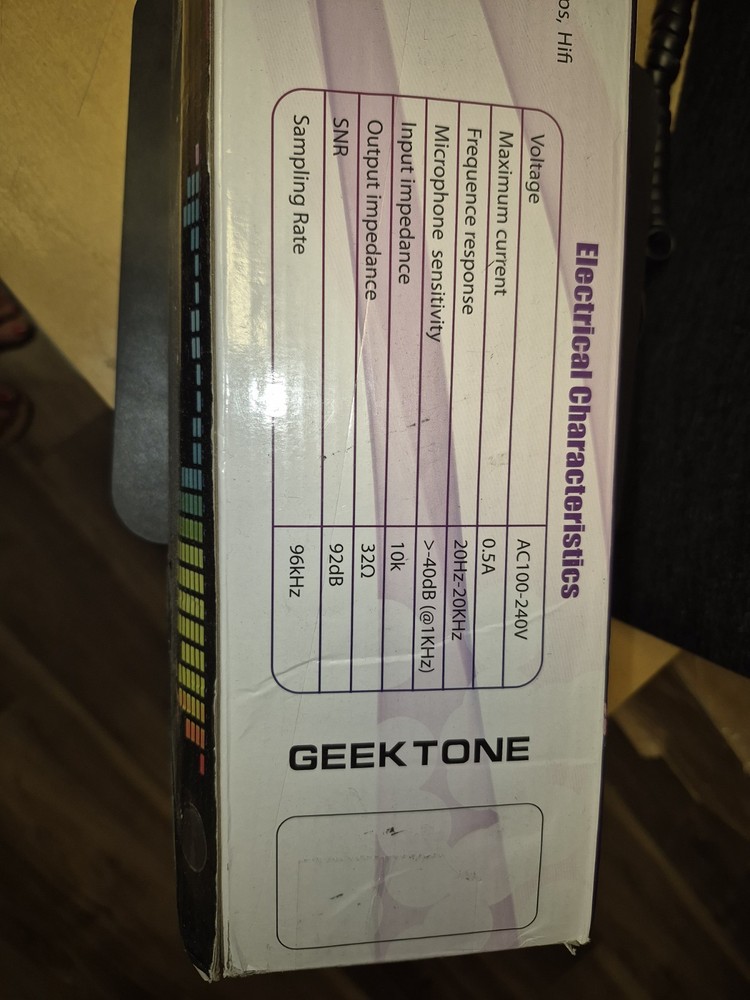 ps, Hifi
Electrical Characteristics
Voltage AC100-240V
Maximum current 0.5A
Frequence response 20Hz-20KHz
Microphone sensitivity >-40dB (@1KHz)
Input impedance 10k
Output impedance 32Ω
SNR 92dB
Sampling Rate 96kHz
GEEKTONE